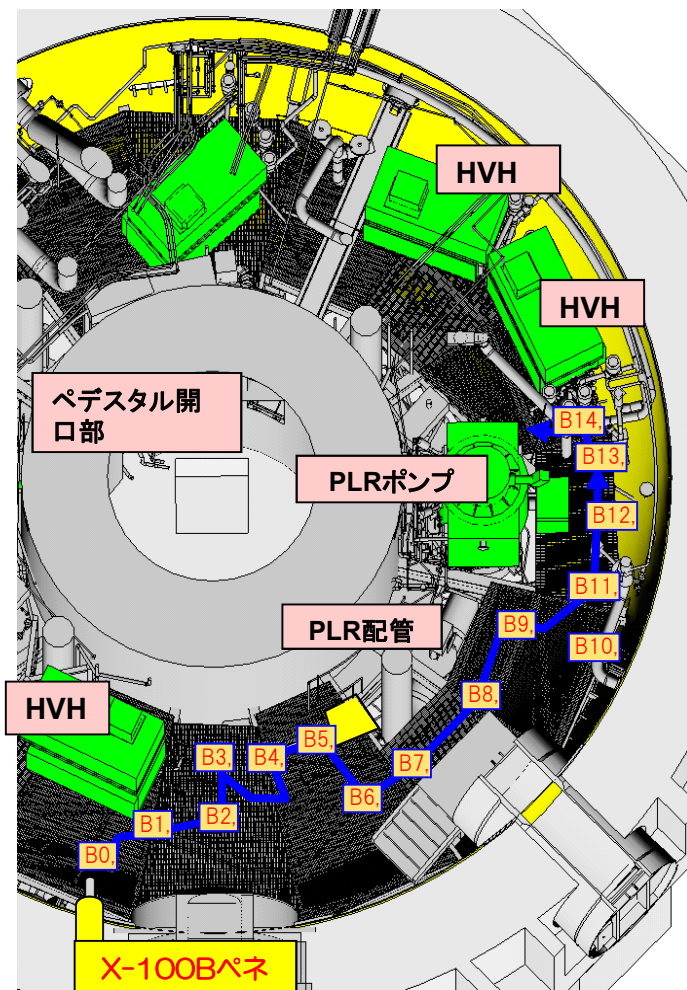 HVH
HVH
ペデスタル開
口部
B14,
B13,
PLRポンプ
B12,
B11,
B9,
PLR配管
B10,
B8,
HVH
B5,
B3,
B4,
B7,
B6,
B2,
B1,
B0,
X-100Bペネ